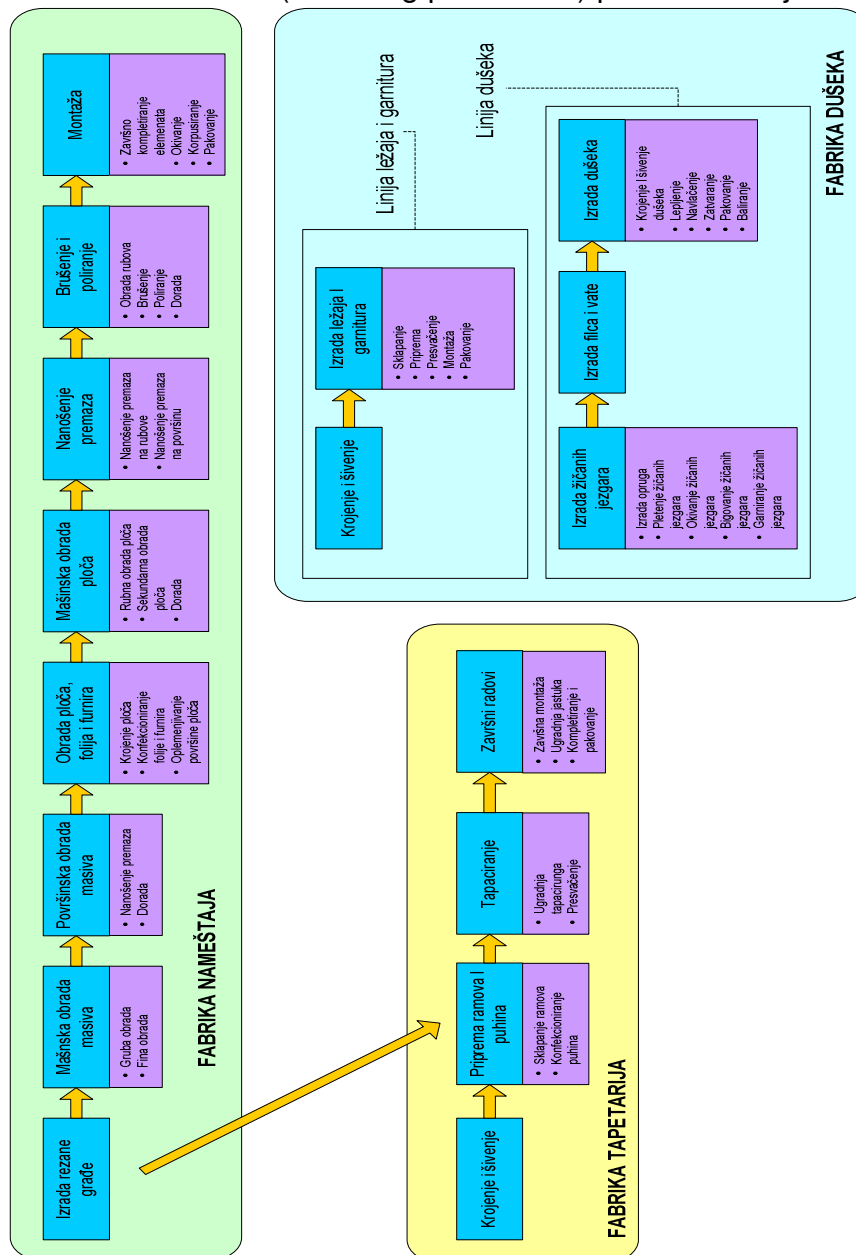 FABRIKA NAMEŠTAJA
Izrada rezane
građe
Mašnska obrada
masiva
• Gruba obrada
• Fina obrada
Površinska obrada
masiva
• Nanošenje premaza
• Dorada
Obrada ploča,
folija i furnira
• Krojenje ploča
• Konfekcioniranje
folije i furnira
• Oplemenjivanje
površine ploča
Mašinska obrada
ploča
• Rubna obrada ploča
• Sekundarna obrada
ploča
• Dorada
Nanošenje
premaza
• Nanošenje premaza
na rubove
• Nanošenje premaza
na površinu
Brušenje i
poliranje
• Obrada rubova
• Brušenje
• Poliranje
• Dorada
Montaža
• Zavišno
kompletiranje
elemenata
• Okivanje
• Korpusiranje
• Pakovanje
FABRIKA TAPETARIJA
Krojenje i šivenje
Priprema ramova I
puhina
• Sklapanje ramova
• Konfekcioniranje
puhina
Tapaciranje
• Ugradnja
tapacirunga
• Presvačenje
Završni radovi
• Završna montaža
• Ugradnja jastuka
• Kompletiranje i
pakovanje
FABRIKA DUŠEKA
Linija ležaja i garnitura
Krojenje i šivenje
Izrada ležaja I
garnitura
• Sklapanje
• Priprema
• Presvačenje
• Montaža
• Pakovanje
Linija dušeka
Izrada žičanih
jezgara
• Izrada opruga
• Pletenje žičanih
jezgara
• Okivanje žičanih
jezgara
• Bigovanje žičanih
jezgara
• Garniranje žičanih
jezgara
Izrada filca i vate
Izrada dušeka
• Krojenje I šivenje
dušeka
• Lepljenje
• Navlačenje
• Zatvaranje
• Pakovanje
• Baliranje